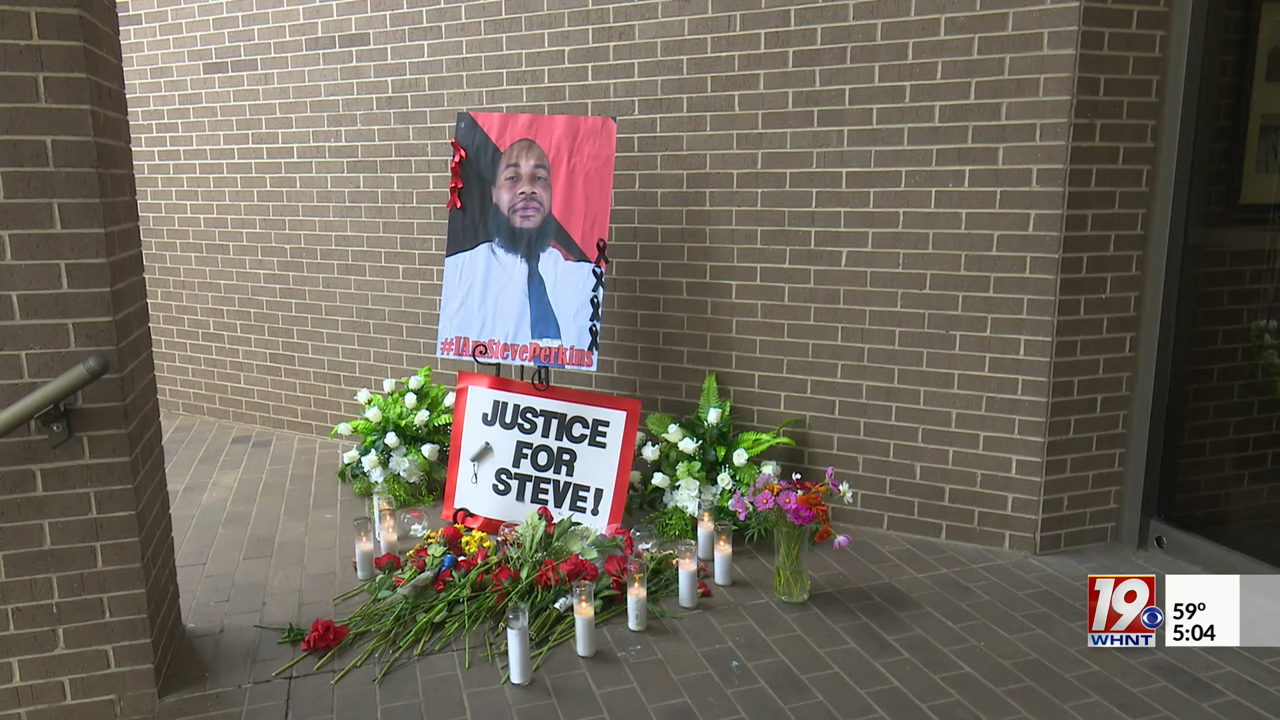 #IAmStevePerkins
JUSTICE
FOR
STEVE!
19
WHNT
59°
5:04